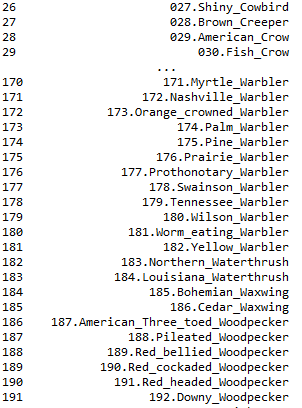 26 027.Shiny_Cowbird
27 028.Brown_Creeper
28 029.American_Crow
29 030.Fish_Crow
...
170 171.Myrtle_Warbler
171 172.Nashville_Warbler
172 173.Orange_crowned_Warbler
173 174.Palm_Warbler
174 175.Pine_Warbler
175 176.Prairie_Warbler
176 177.Prothonotary_Warbler
177 178.Swainson_Warbler
178 179.Tennessee_Warbler
179 180.Wilson_Warbler
180 181.Worm_eating_Warbler
181 182.Yellow_Warbler
182 183.Northern_Waterthrush
183 184.Louisiana_Waterthrush
184 185.Bohemian_Waxwing
185 186.Cedar_Waxwing
186 187.American_Three_toed_Woodpecker
187 188.Pileated_Woodpecker
188 189.Red_bellied_Woodpecker
189 190.Red_cockaded_Woodpecker
190 191.Red_headed_Woodpecker
191 192.Downy_Woodpecker